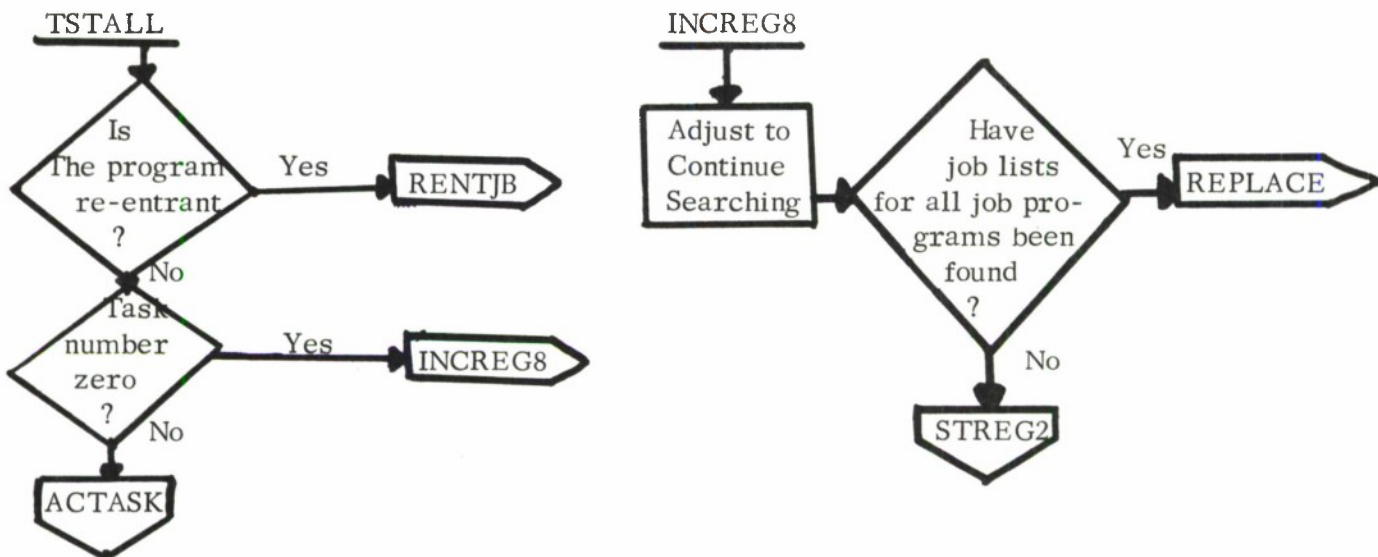 TSTALL
Is
The program
re-entrant
?
Yes
RENTJB
No
Task
number
zero
?
Yes
INCREG8
No
ACTASK
INCREG8
Adjust to
Continue
Searching
Have
job lists
for all job pro-
grams been
found
?
Yes
REPLACE
No
STREG2